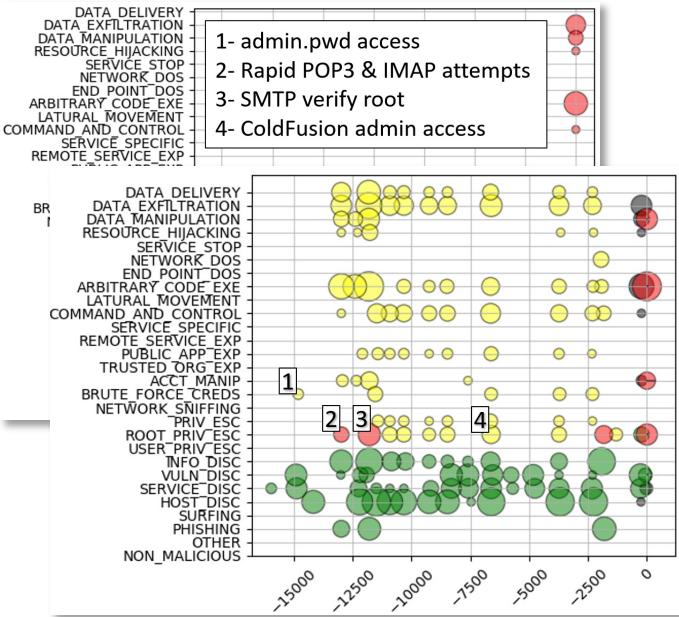 DATA_DELIVERY
DATA_EXFILTRATION
DATA_MANIPULATION
RESOURCE_HIJACKING
SERVICE_STOP
NETWORK_DOS
END_POINT_DOS
ARBITRARY_CODE_EXE
LATURAL_MOVEMENT
COMMAND_AND_CONTROL
SERVICE_SPECIFIC
REMOTE_SERVICE_EXP
1- admin.pwd access
2- Rapid POP3 & IMAP attempts
3- SMTP verify root
4- ColdFusion admin access
BR
DATA_DELIVERY
DATA_EXFILTRATION
DATA_MANIPULATION
RESOURCE_HIJACKING
SERVICE_STOP
NETWORK_DOS
END_POINT_DOS
ARBITRARY_CODE_EXE
LATURAL_MOVEMENT
COMMAND_AND_CONTROL
SERVICE_SPECIFIC
REMOTE_SERVICE_EXP
PUBLIC_APP_EXP
TRUSTED_ORG_EXP
ACCT_MANIP
BRUTE_FORCE_CREDS
NETWORK_SNIFFING
PRIV_ESC
ROOT_PRIV_ESC
USER_PRIV_ESC
INFO_DISC
VULN_DISC
SERVICE_DISC
HOST_DISC
SURFING
PHISHING
OTHER
NON_MALICIOUS
1
2 3 4
−15000 −12500 −10000 −7500 −5000 −2500 0